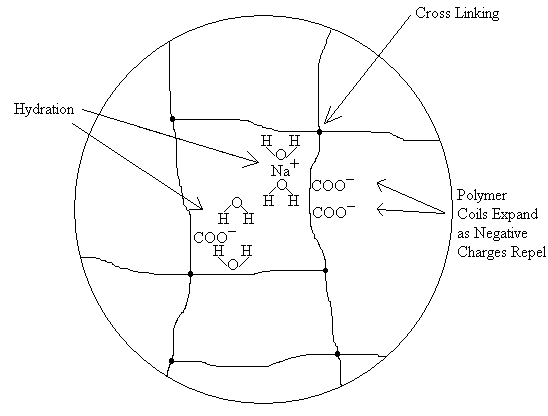 Cross Linking
Hydration
H H
O
Na+
O
H H
COO−
COO−
O
H H
COO−
H H
O
Polymer
Coils Expand
as Negative
Charges Repel